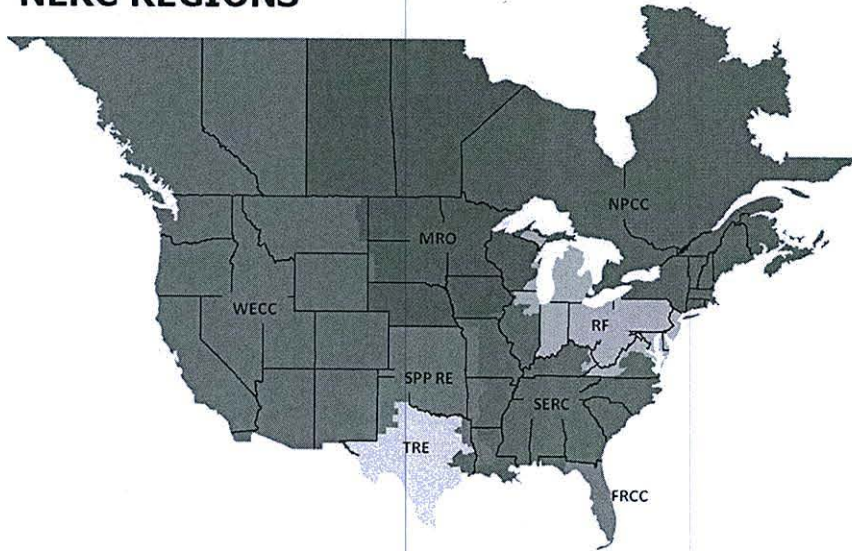 NERC REGIONS
NPCC
MRO
WECC
RF
SPP RE
SERC
TRE
FRCC